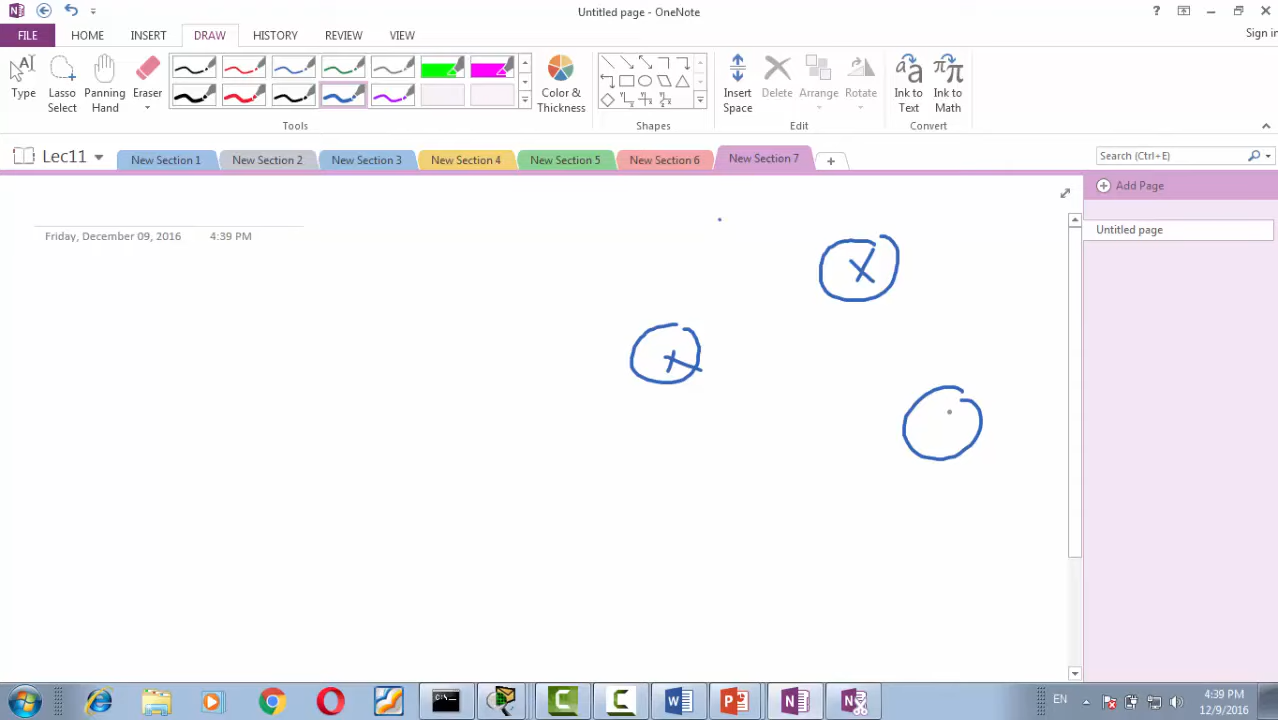 Untitled page - OneNote
? 
Sign in
FILE HOME INSERT DRAW HISTORY REVIEW VIEW
Type
Lasso Select
Panning Hand
Eraser
Color & Thickness
Insert Space
Delete
Arrange
Rotate
Ink to Text
Ink to Math
Tools
Shapes
Edit
Convert
Lec11
New Section 1
New Section 2
New Section 3
New Section 4
New Section 5
New Section 6
New Section 7
Search (Ctrl+E)
Add Page
Untitled page
Friday, December 09, 2016 4:39 PM
X
x
EN
4:39 PM
12/9/2016